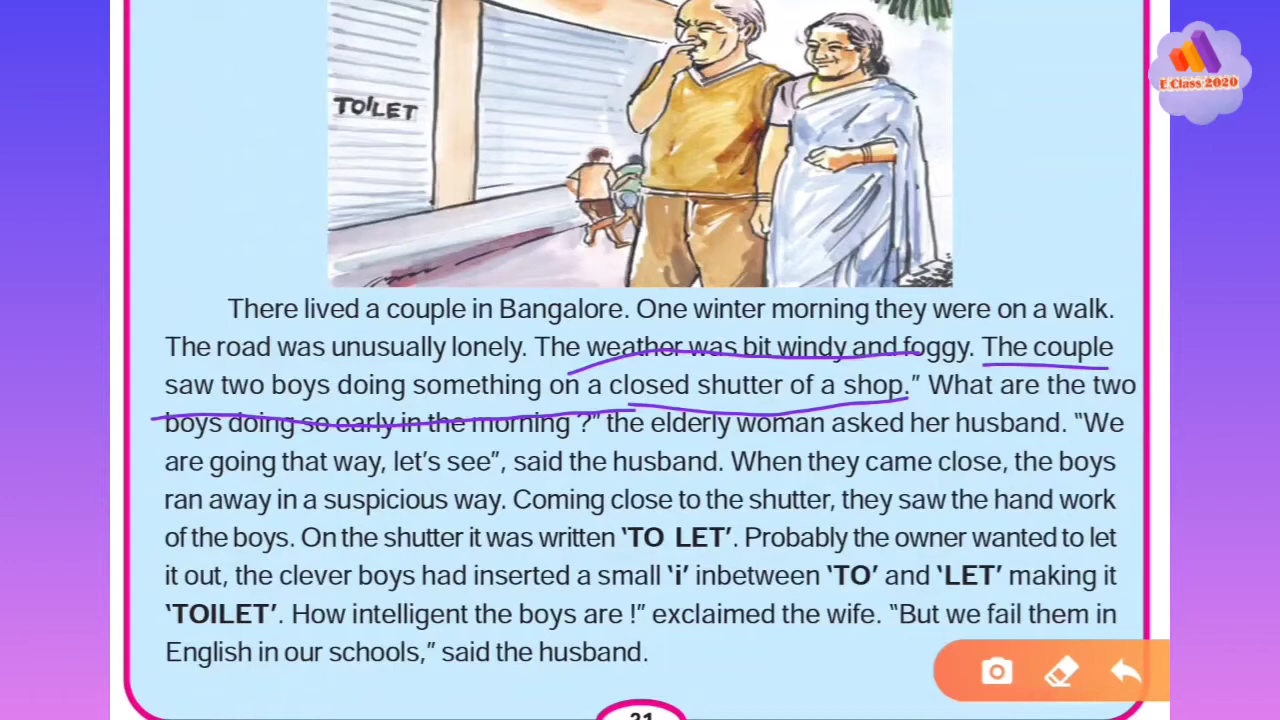 TOiLET
E Class 2020
There lived a couple in Bangalore. One winter morning they were on a walk.
The road was unusually lonely. The weather was bit windy and foggy. The couple
saw two boys doing something on a closed shutter of a shop.” What are the two
boys doing so early in the morning ?” the elderly woman asked her husband. “We
are going that way, let’s see”, said the husband. When they came close, the boys
ran away in a suspicious way. Coming close to the shutter, they saw the hand work
of the boys. On the shutter it was written ‘TO LET’. Probably the owner wanted to let
it out, the clever boys had inserted a small ‘i’ inbetween ‘TO’ and ‘LET’ making it
‘TOILET’. How intelligent the boys are !” exclaimed the wife. “But we fail them in
English in our schools,” said the husband.
21